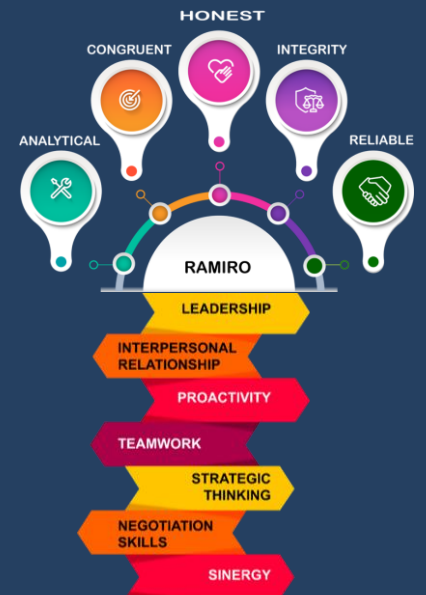 HONEST
CONGRUENT
INTEGRITY
ANALYTICAL
RELIABLE
RAMIRO
LEADERSHIP
INTERPERSONAL
RELATIONSHIP
PROACTIVITY
TEAMWORK
STRATEGIC
THINKING
NEGOTIATION
SKILLS
SINERGY